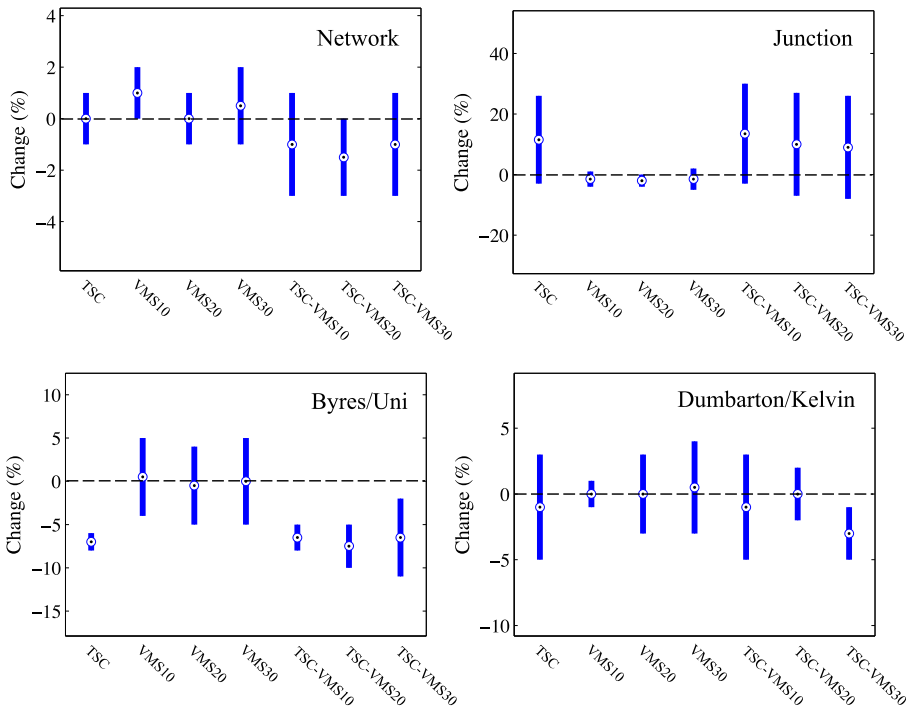 Network
Change (%)
4
2
0
−2
−4
TSC
VMS10
VMS20
VMS30
TSC-VMS10
TSC-VMS20
TSC-VMS30
Junction
Change (%)
40
20
0
−20
TSC
VMS10
VMS20
VMS30
TSC-VMS10
TSC-VMS20
TSC-VMS30
Byres/Uni
Change (%)
10
5
0
−5
−10
−15
TSC
VMS10
VMS20
VMS30
TSC-VMS10
TSC-VMS20
TSC-VMS30
Dumbarton/Kelvin
Change (%)
5
0
−5
−10
TSC
VMS10
VMS20
VMS30
TSC-VMS10
TSC-VMS20
TSC-VMS30